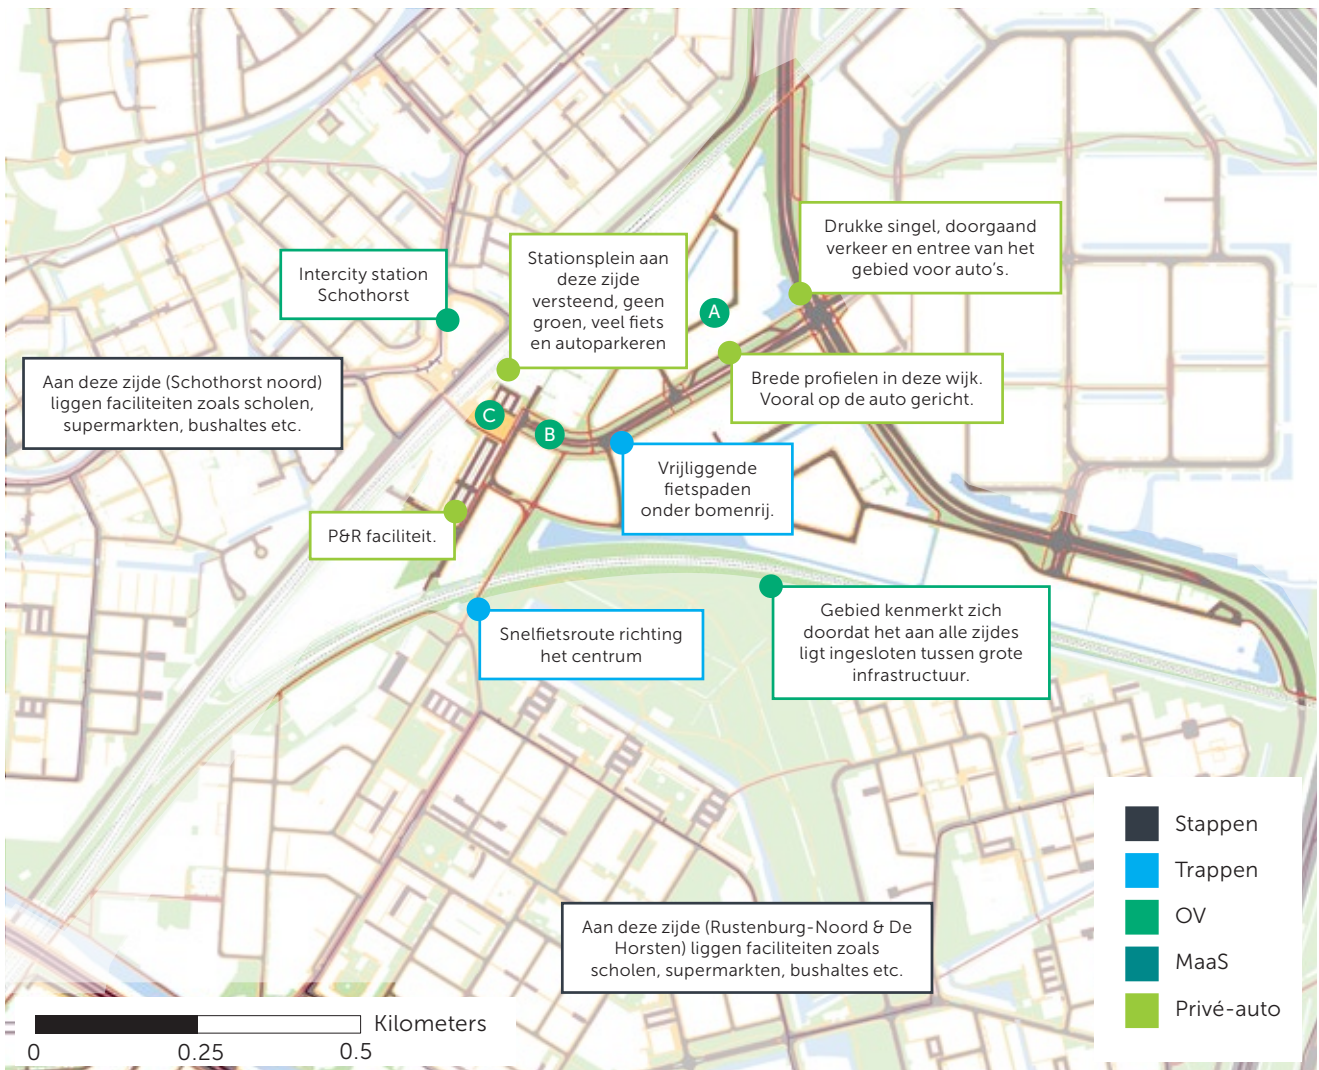 Drukke singel, doorgaand
verkeer en entree van het
gebied voor auto's.
Stationsplein aan
deze zijde
versteend, geen
groen, veel fiets
en autoparkeren
Intercity station
Schothorst
A
Aan deze zijde (Schothorst noord)
liggen faciliteiten zoals scholen,
supermarkten, bushaltes etc.
Brede profielen in deze wijk.
Vooral op de auto gericht.
C
B
Vrijliggende
fietspaden
onder bomenrij.
P&R faciliteit.
Gebied kenmerkt zich
doordat het aan alle zijdes
ligt ingesloten tussen grote
infrastructuur.
Snelfietsroute richting
het centrum
Stappen
Trappen
OV
MaaS
Privé-auto
Aan deze zijde (Rustenburg-Noord & De
Horsten) liggen faciliteiten zoals
scholen, supermarkten, bushaltes etc.
Kilometers
0 0.25 0.5